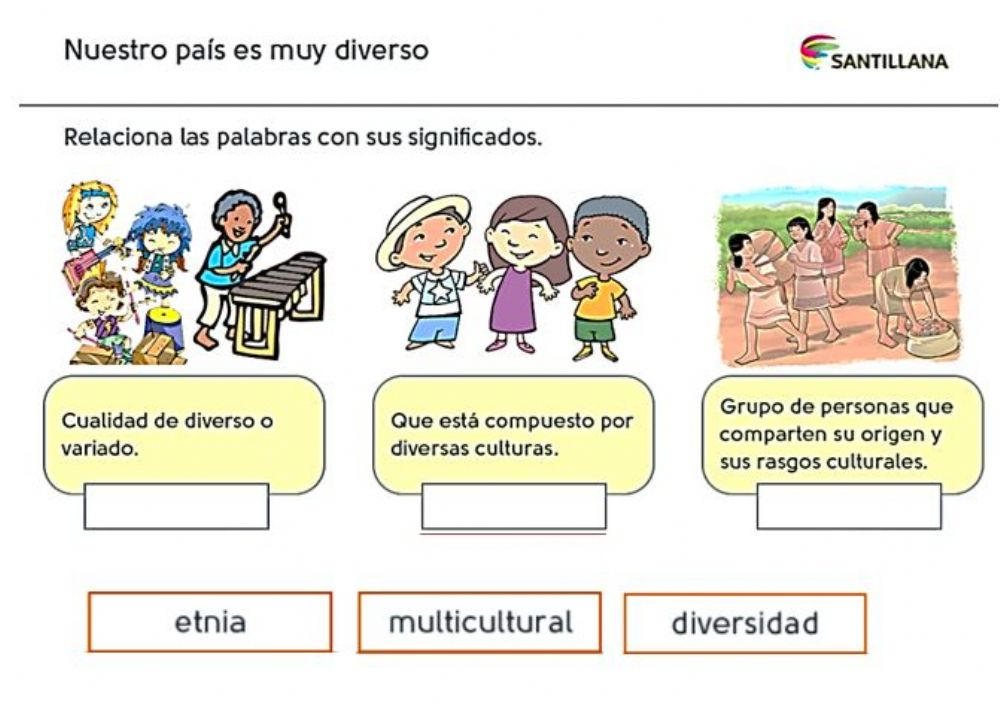 Nuestro país es muy diverso
SANTILLANA
Relaciona las palabras con sus significados.
Cualidad de diverso o
variado.
Que está compuesto por
diversas culturas.
Grupo de personas que
comparten su origen y
sus rasgos culturales.
etnia
multicultural
diversidad